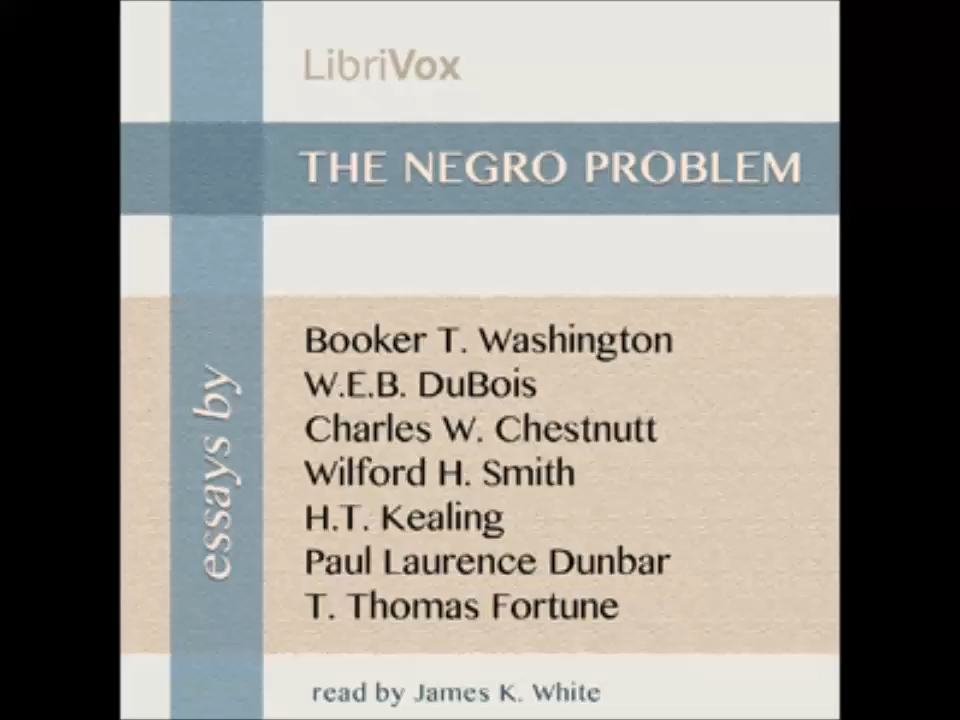 LibriVox
THE NEGRO PROBLEM
essays by
Booker T. Washington
W.E.B. DuBois
Charles W. Chestnutt
Wilford H. Smith
H.T. Kealing
Paul Laurence Dunbar
T. Thomas Fortune
read by James K. White